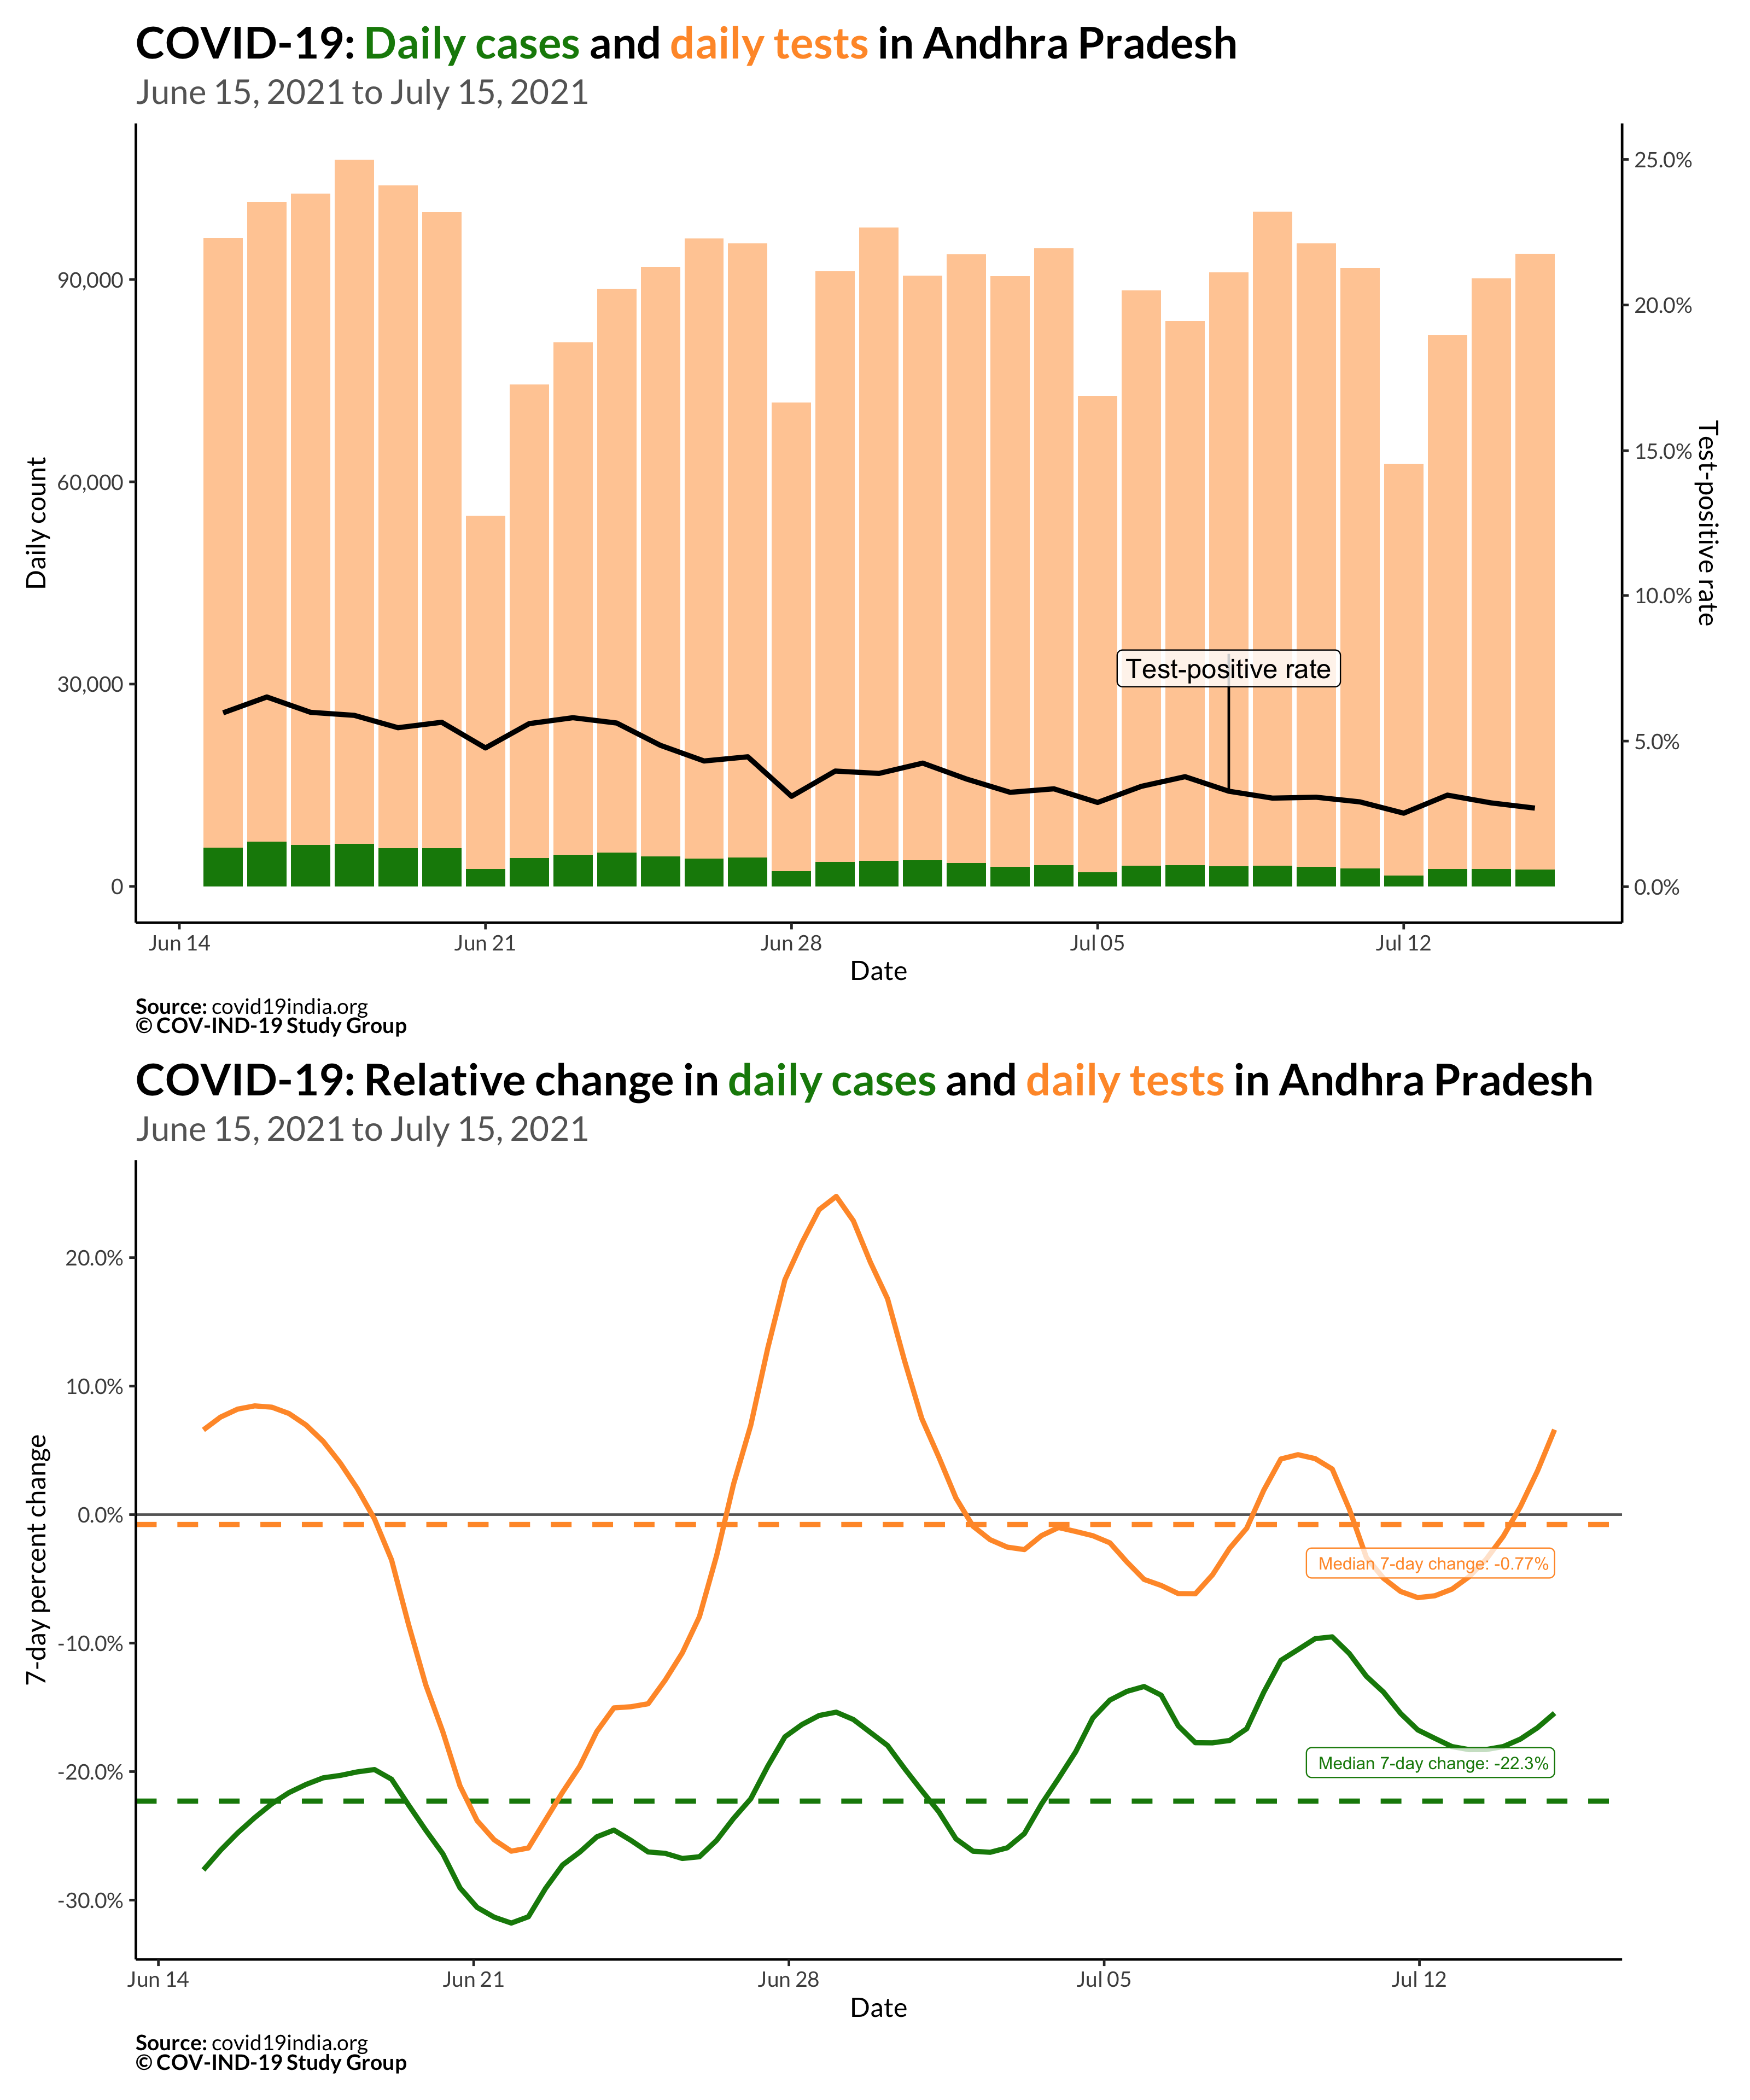 COVID-19: Daily cases and daily tests in Andhra Pradesh
June 15, 2021 to July 15, 2021
Daily count
90,000
60,000
30,000
0
25.0%
20.0%
15.0%
10.0%
5.0%
0.0%
Test-positive rate
Test-positive rate
Jun 14
Jun 21
Jun 28
Jul 05
Jul 12
Date
Source: covid19india.org
© COV-IND-19 Study Group
COVID-19: Relative change in daily cases and daily tests in Andhra Pradesh
June 15, 2021 to July 15, 2021
7-day percent change
20.0%
10.0%
0.0%
-10.0%
-20.0%
-30.0%
Median 7-day change: -0.77%
Median 7-day change: -22.3%
Jun 14
Jun 21
Jun 28
Jul 05
Jul 12
Date
Source: covid19india.org
© COV-IND-19 Study Group